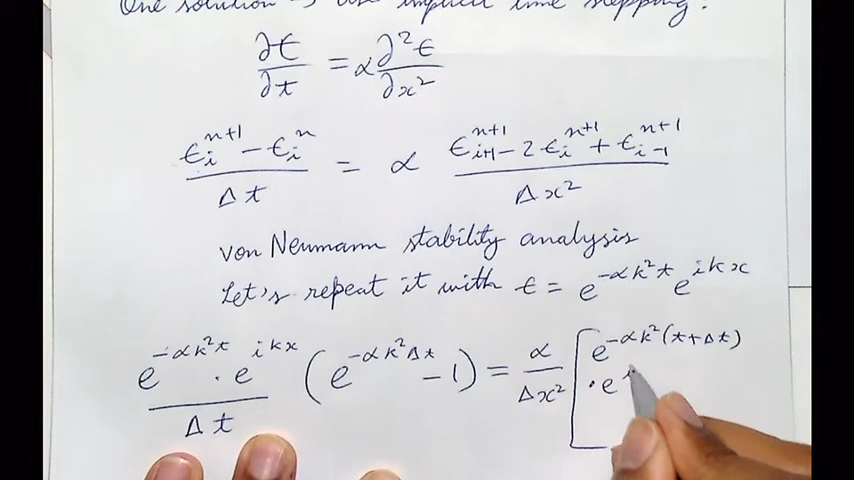 One solution → use implicit time stepping.
∂ϵ/∂t = α ∂²ϵ/∂x²
(ϵ_i^{n+1} - ϵ_i^n)/Δt = α (ϵ_{i+1}^{n+1} - 2ϵ_i^{n+1} + ϵ_{i-1}^{n+1})/Δx²
von Neumann stability analysis
Let's repeat it with ϵ = e^{-αk²t} e^{ikx}
(e^{-αk²t} · e^{ikx})/Δt (e^{-αk²Δt} - 1) = α/Δx² [e^{-αk²(t+Δt)}
· e^i